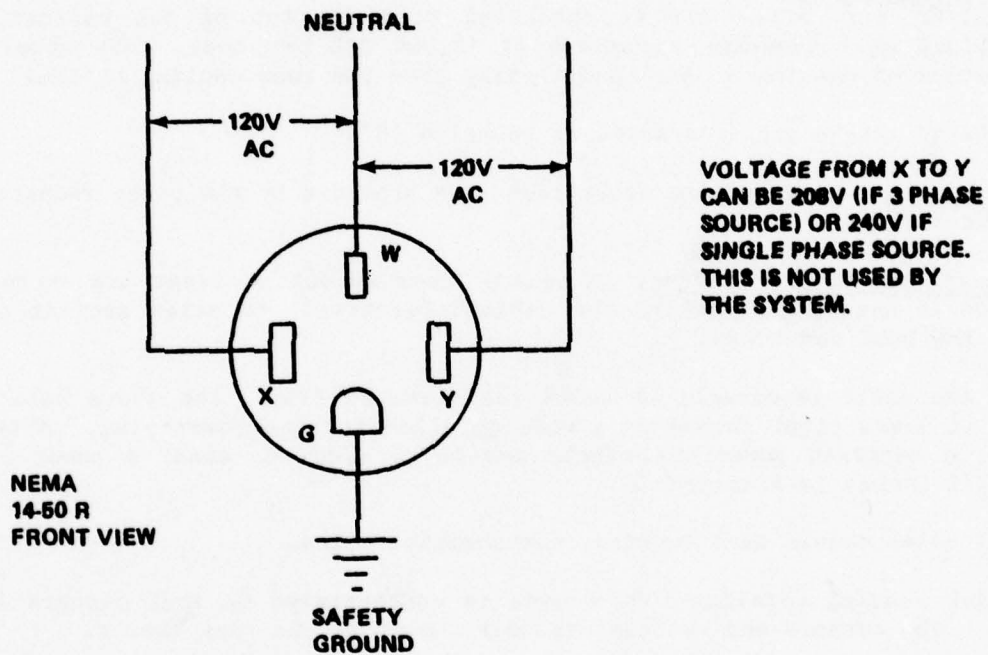 NEUTRAL
120V
AC
120V
AC
VOLTAGE FROM X TO Y
CAN BE 208V (IF 3 PHASE
SOURCE) OR 240V IF
SINGLE PHASE SOURCE.
THIS IS NOT USED BY
THE SYSTEM.
W
X
Y
G
NEMA
14-50 R
FRONT VIEW
SAFETY
GROUND